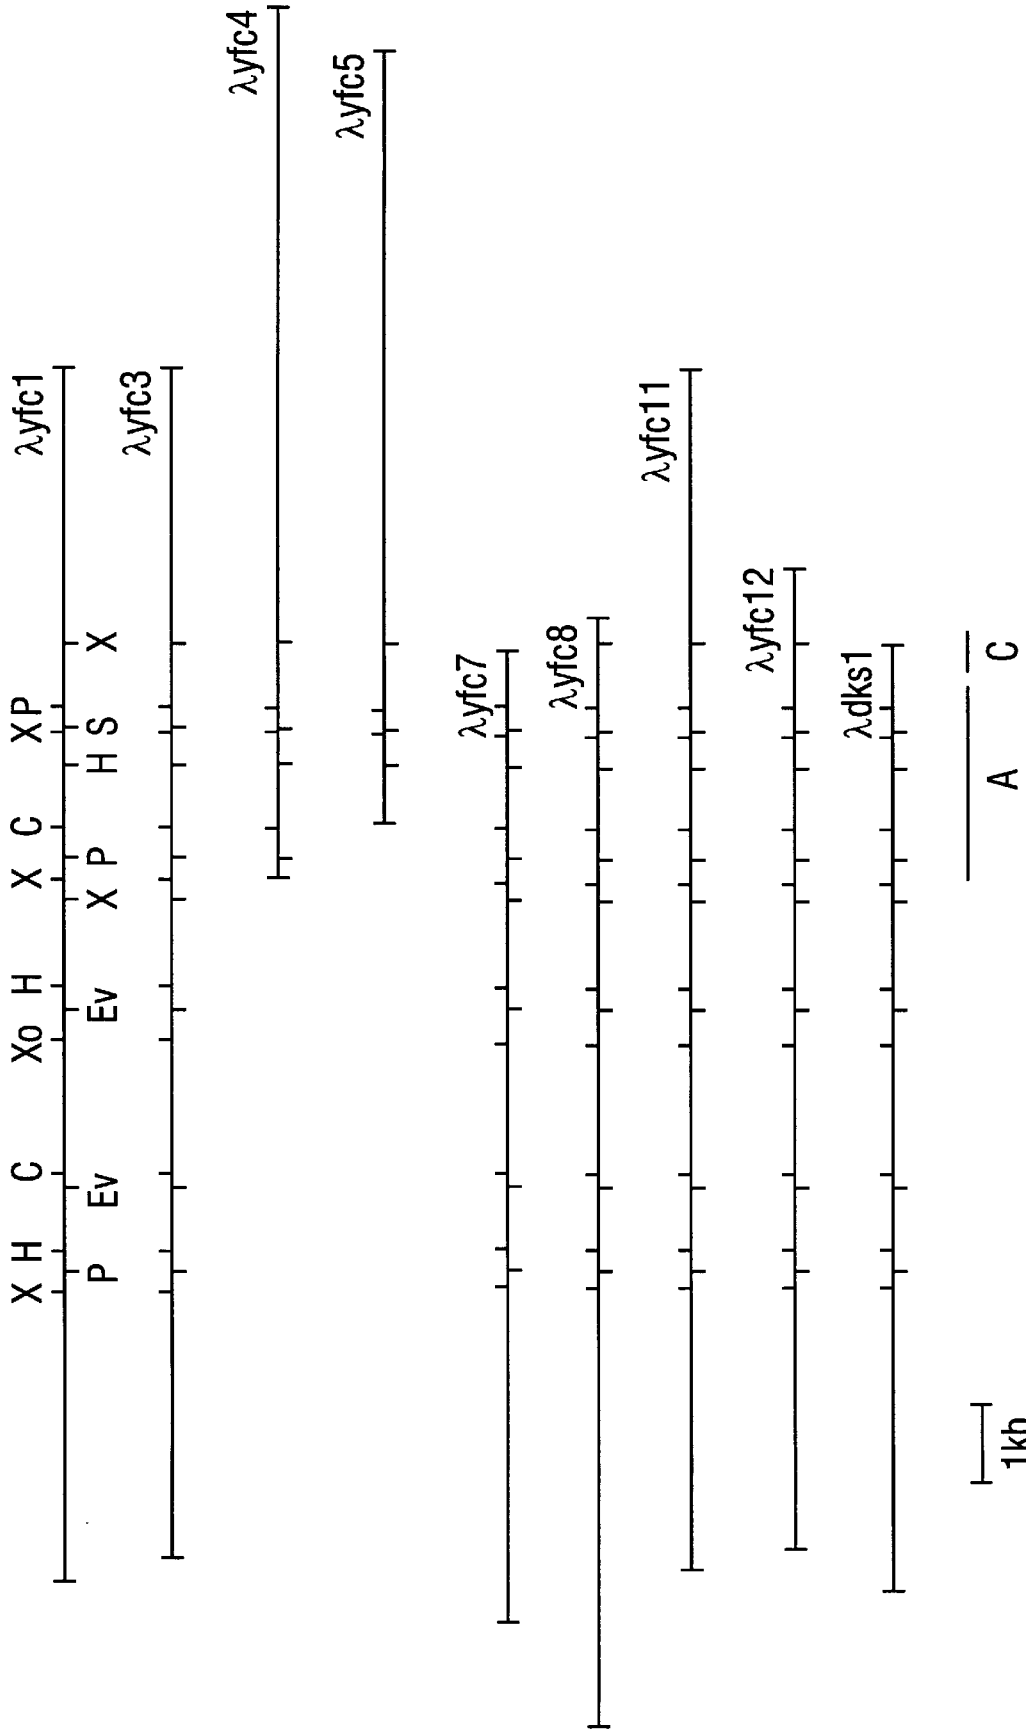 X H C Xo H X C X P λyfc1
P Ev Ev X P H S X
λyfc3
λyfc4
λyfc5
λyfc7
λyfc8
λyfc11
λyfc12
λdks1
1kb A C